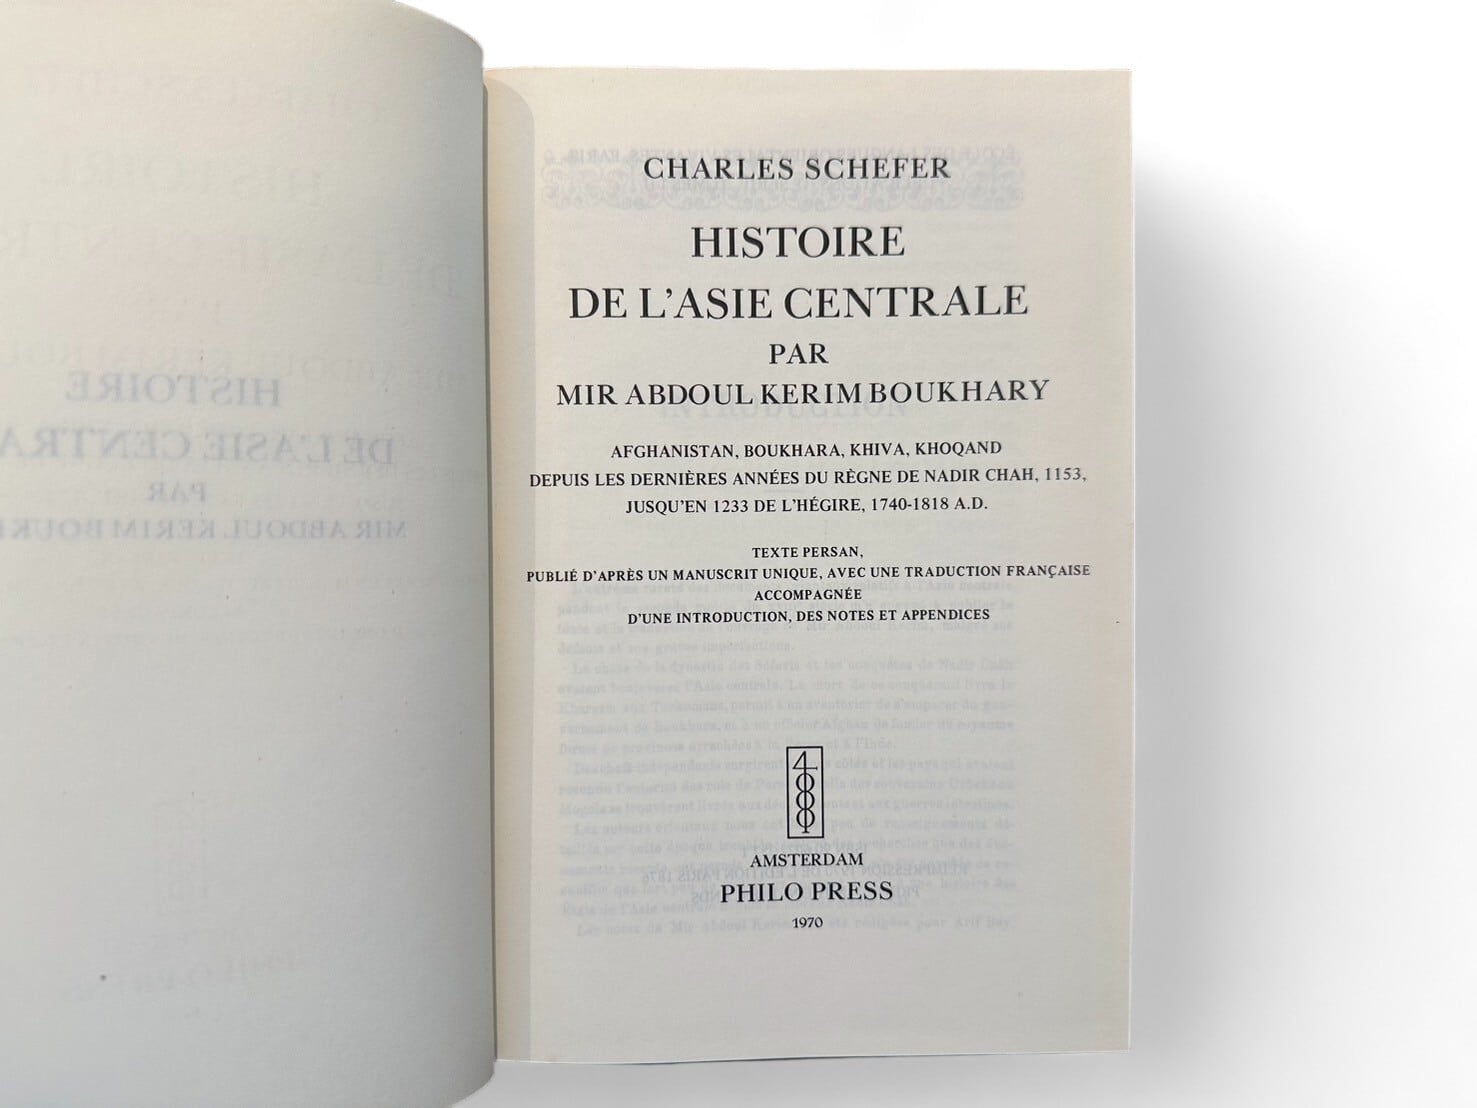 CHARLES SCHEFER
HISTOIRE
DE L'ASIE CENTRALE
PAR
MIR ABDOUL KERIM BOUKHARY
AFGHANISTAN, BOUKHARA, KHIVA, KHOQAND
DEPUIS LES DERNIÈRES ANNÉES DU RÈGNE DE NADIR CHAH, 1153,
JUSQU'EN 1233 DE L'HÉGIRE, 1740-1818 A.D.
TEXTE PERSAN,
PUBLIÉ D'APRÈS UN MANUSCRIT UNIQUE, AVEC UNE TRADUCTION FRANÇAISE
ACCOMPAGNÉE
D'UNE INTRODUCTION, DES NOTES ET APPENDICES
AMSTERDAM
PHILO PRESS
1970